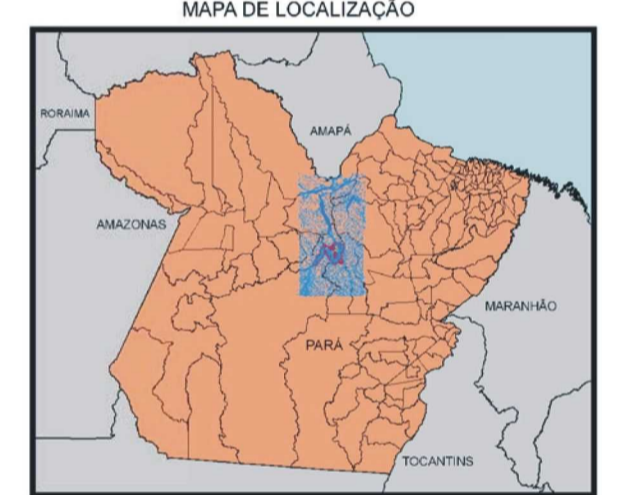 MAPA DE LOCALIZAÇÃO
RORAIMA
AMAPÁ
AMAZONAS
MARANHÃO
PARÁ
TOCANTINS